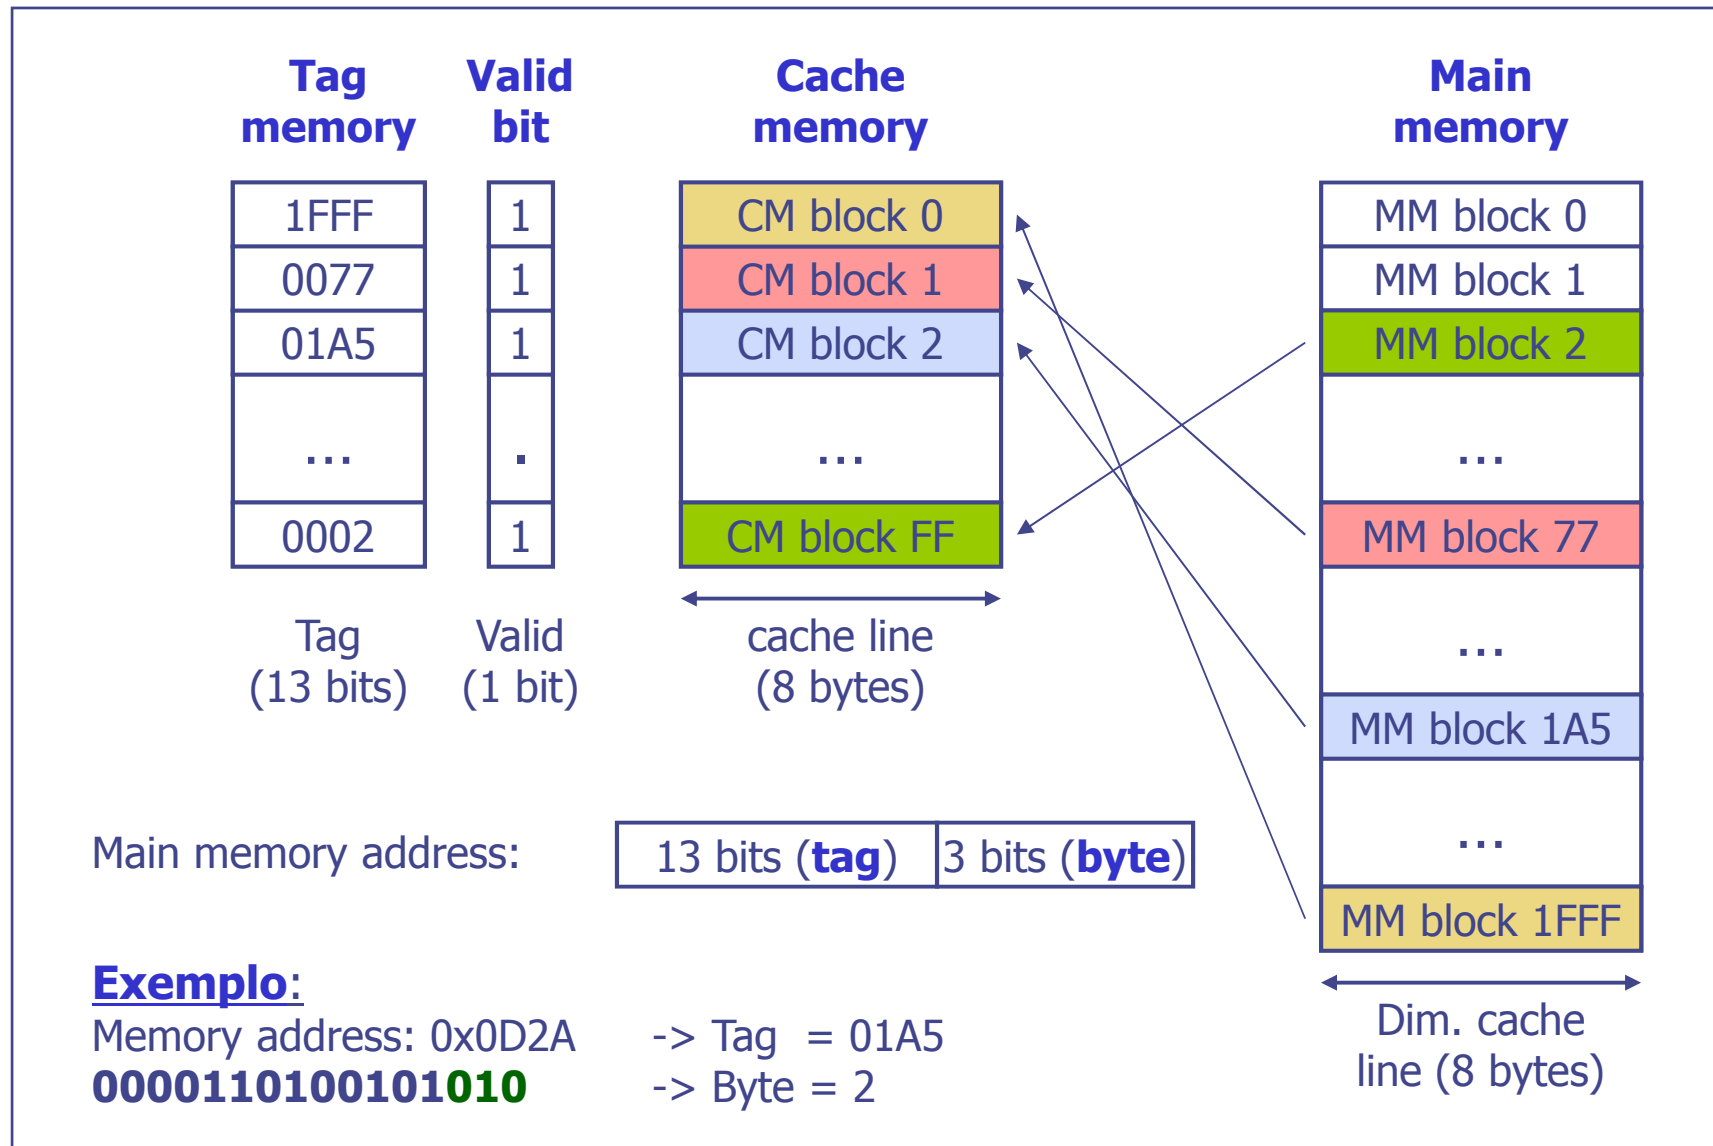 Tag
memory
Valid
bit
Cache
memory
Main
memory
1FFF
0077
01A5
...
0002
1
1
1
.
1
CM block 0
CM block 1
CM block 2
...
CM block FF
MM block 0
MM block 1
MM block 2
...
MM block 77
...
MM block 1A5
...
MM block 1FFF
Tag
(13 bits)
Valid
(1 bit)
cache line
(8 bytes)
Main memory address:
13 bits (tag)
3 bits (byte)
Dim. cache
line (8 bytes)
Exemplo:
Memory address: 0x0D2A -> Tag = 01A5
0000110100101010 -> Byte = 2